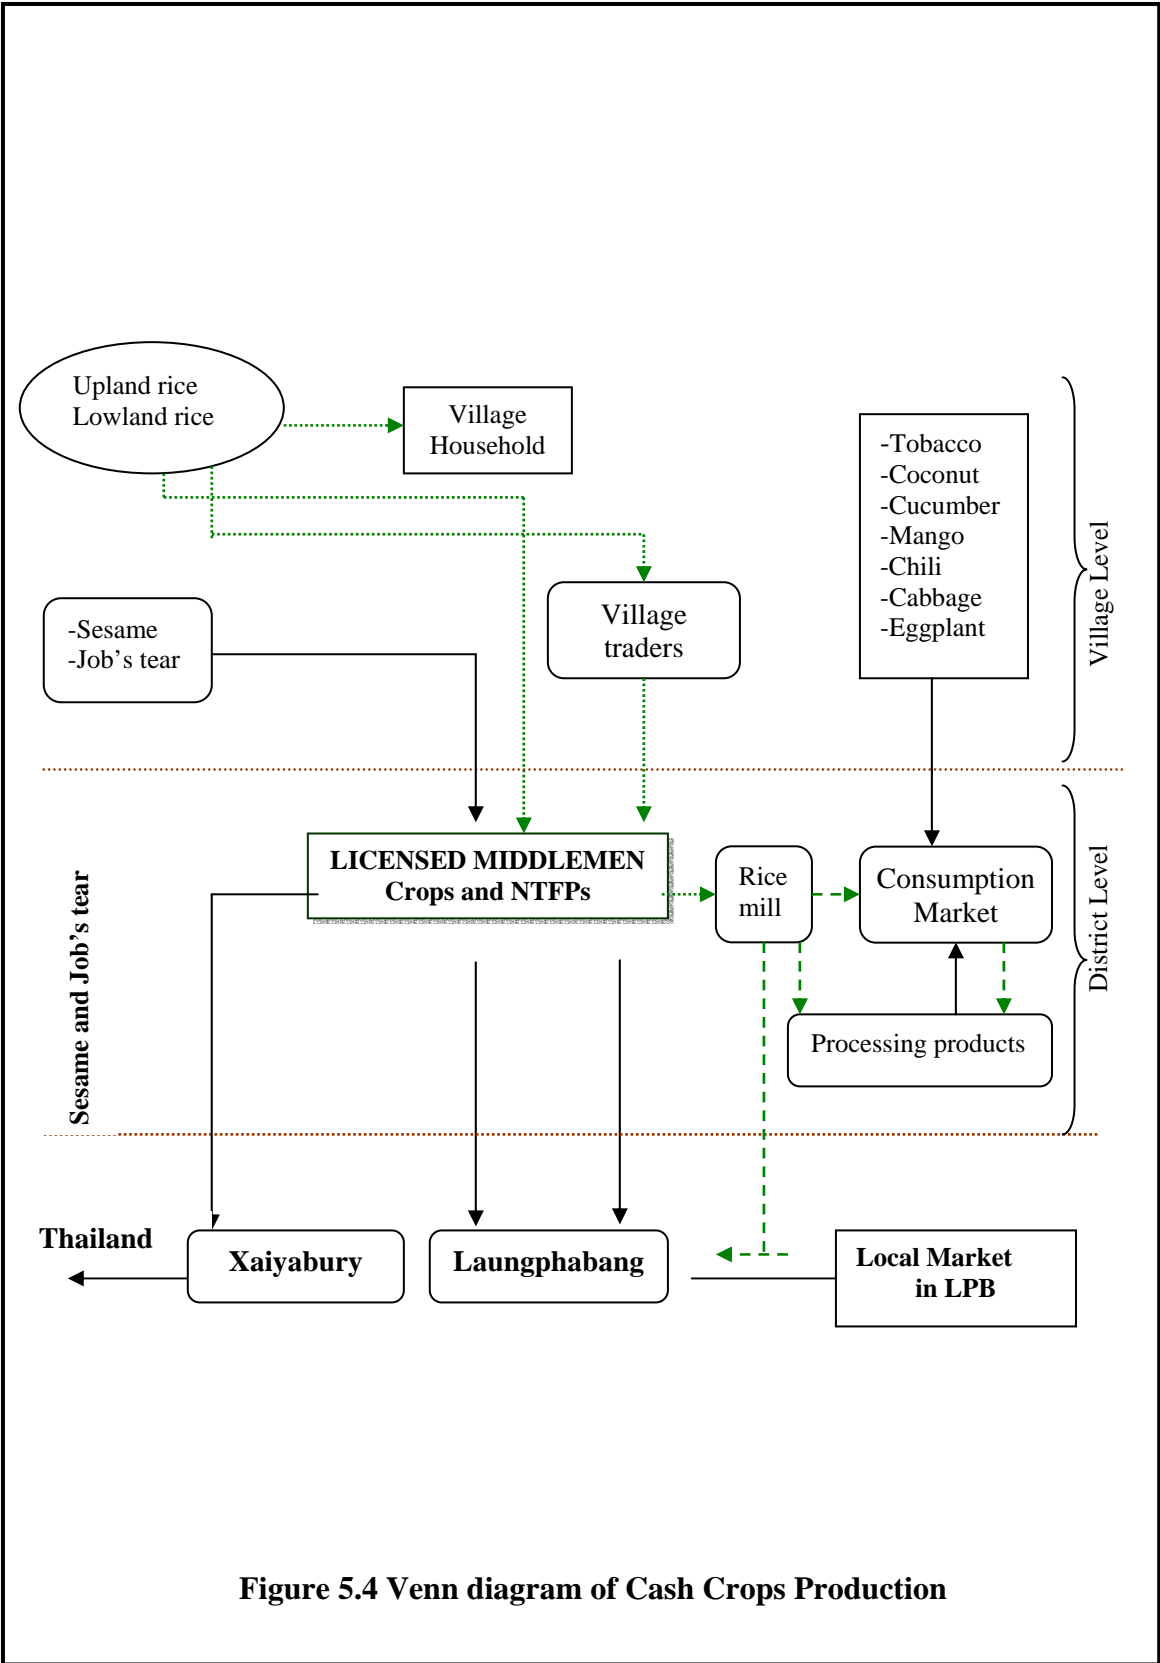 Upland rice
Lowland rice
Village
Household
-Tobacco
-Coconut
-Cucumber
-Mango
-Chili
-Cabbage
-Eggplant
Village Level
-Sesame
-Job’s tear
Village
traders
LICENSED MIDDLEMEN
Crops and NTFPs
Rice
mill
Consumption
Market
District Level
Sesame and Job’s tear
Processing products
Thailand
Xaiyabury
Laungphabang
Local Market
in LPB
Figure 5.4 Venn diagram of Cash Crops Production